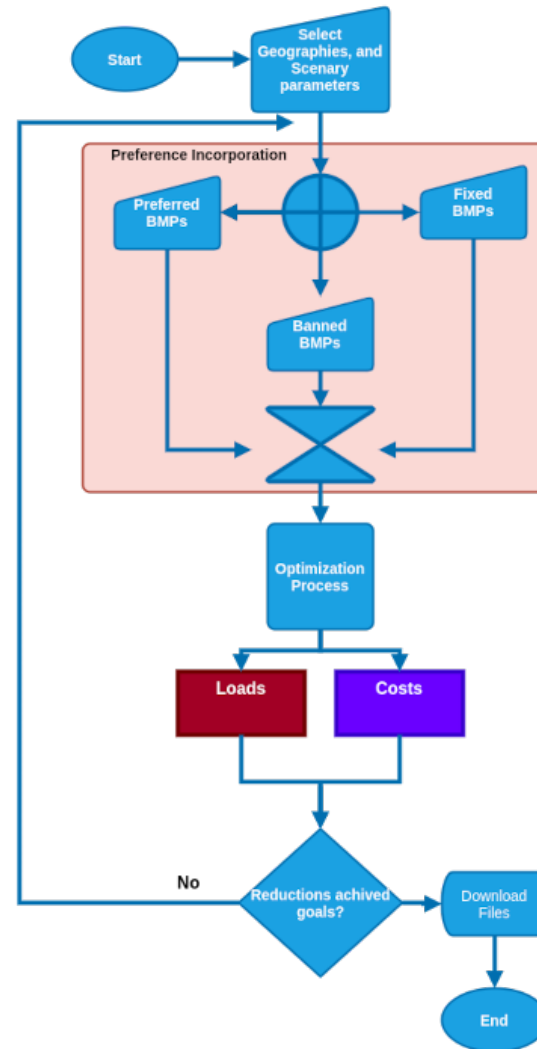 Start
Select
Geographies, and
Scenary
parameters
Preference Incorporation
Preferred
BMPs
Fixed
BMPs
Banned
BMPs
Optimization
Process
Loads
Costs
No
Reductions achived
goals?
Download
Files
End